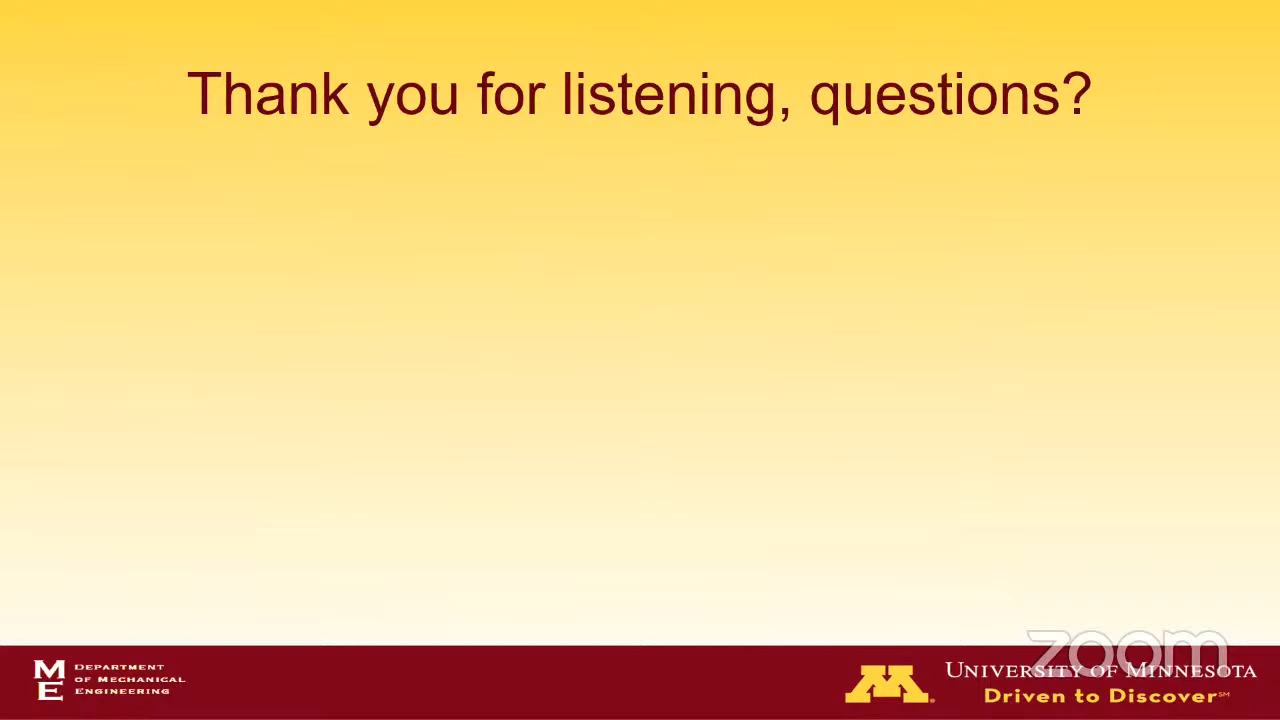 Thank you for listening, questions?
zoom
M
E
DEPARTMENT
OF MECHANICAL
ENGINEERING
M
UNIVERSITY OF MINNESOTA
Driven to Discover℠